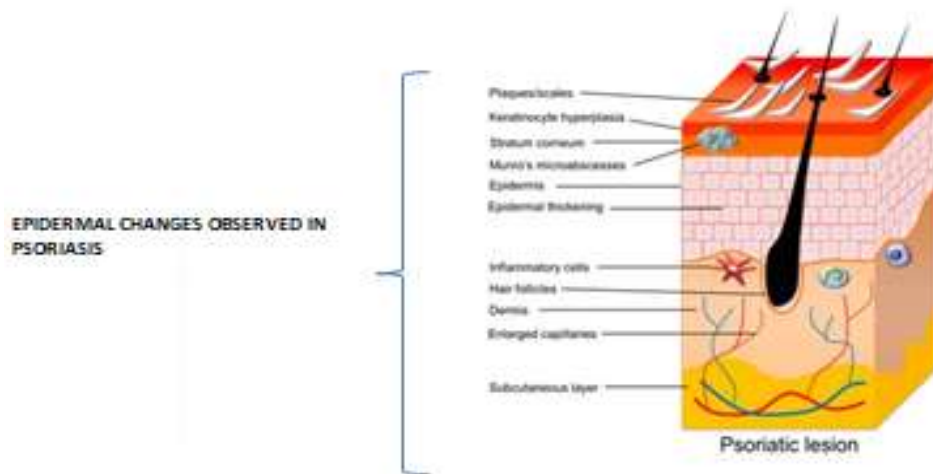 EPIDERMAL CHANGES OBSERVED IN
PSORIASIS
Plaques/scales
Keratinocyte hyperplasia
Stratum corneum
Munro's microabscesses
Epidermis
Epidermal thickening
Inflammatory cells
Hair follicles
Dermis
Enlarged capillaries
Subcutaneous layer
Psoriatic lesion